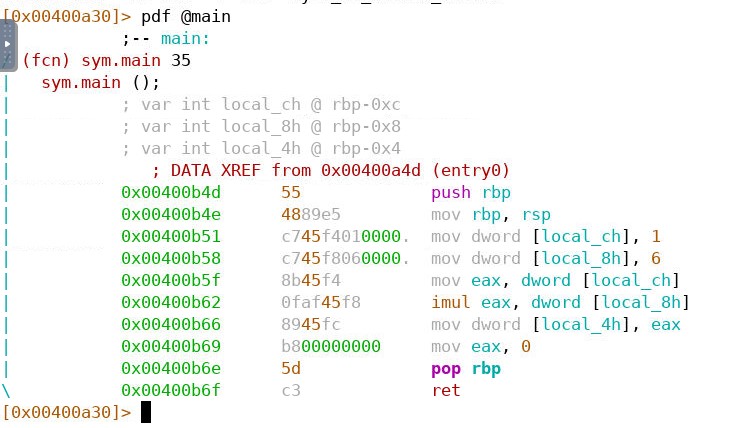 [0x00400a30]> pdf @main
;-- main:
/ (fcn) sym.main 35
| sym.main ();
| ; var int local_ch @ rbp-0xc
| ; var int local_8h @ rbp-0x8
| ; var int local_4h @ rbp-0x4
| ; DATA XREF from 0x00400a4d (entry0)
| 0x00400b4d 55 push rbp
| 0x00400b4e 4889e5 mov rbp, rsp
| 0x00400b51 c745f4010000. mov dword [local_ch], 1
| 0x00400b58 c745f8060000. mov dword [local_8h], 6
| 0x00400b5f 8b45f4 mov eax, dword [local_ch]
| 0x00400b62 0faf45f8 imul eax, dword [local_8h]
| 0x00400b66 8945fc mov dword [local_4h], eax
| 0x00400b69 b800000000 mov eax, 0
| 0x00400b6e 5d pop rbp
\ 0x00400b6f c3 ret
[0x00400a30]>